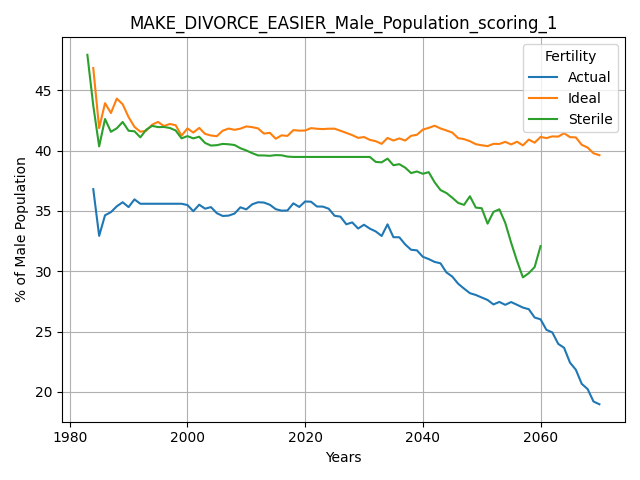 MAKE_DIVORCE_EASIER_Male_Population_scoring_1
Fertility
Actual
Ideal
Sterile
% of Male Population
45
40
35
30
25
20
1980
2000
2020
2040
2060
Years